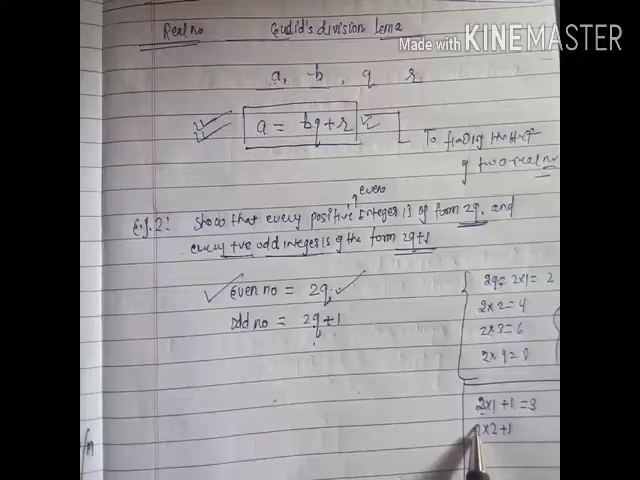 Made with KINEMASTER
Real no Euclid's division lema
a, b, q r
a = bq+r
To finding the HCF
of two real no
even
E.g.2: Show that every positive integer is of form 2q, and
every +ve odd integer is of the form 2q+1
Even no = 2q
odd no = 2q+1
2q = 2×1 = 2
2×2=4
2×3=6
2×4=8
2×1+1=3
2×2+1